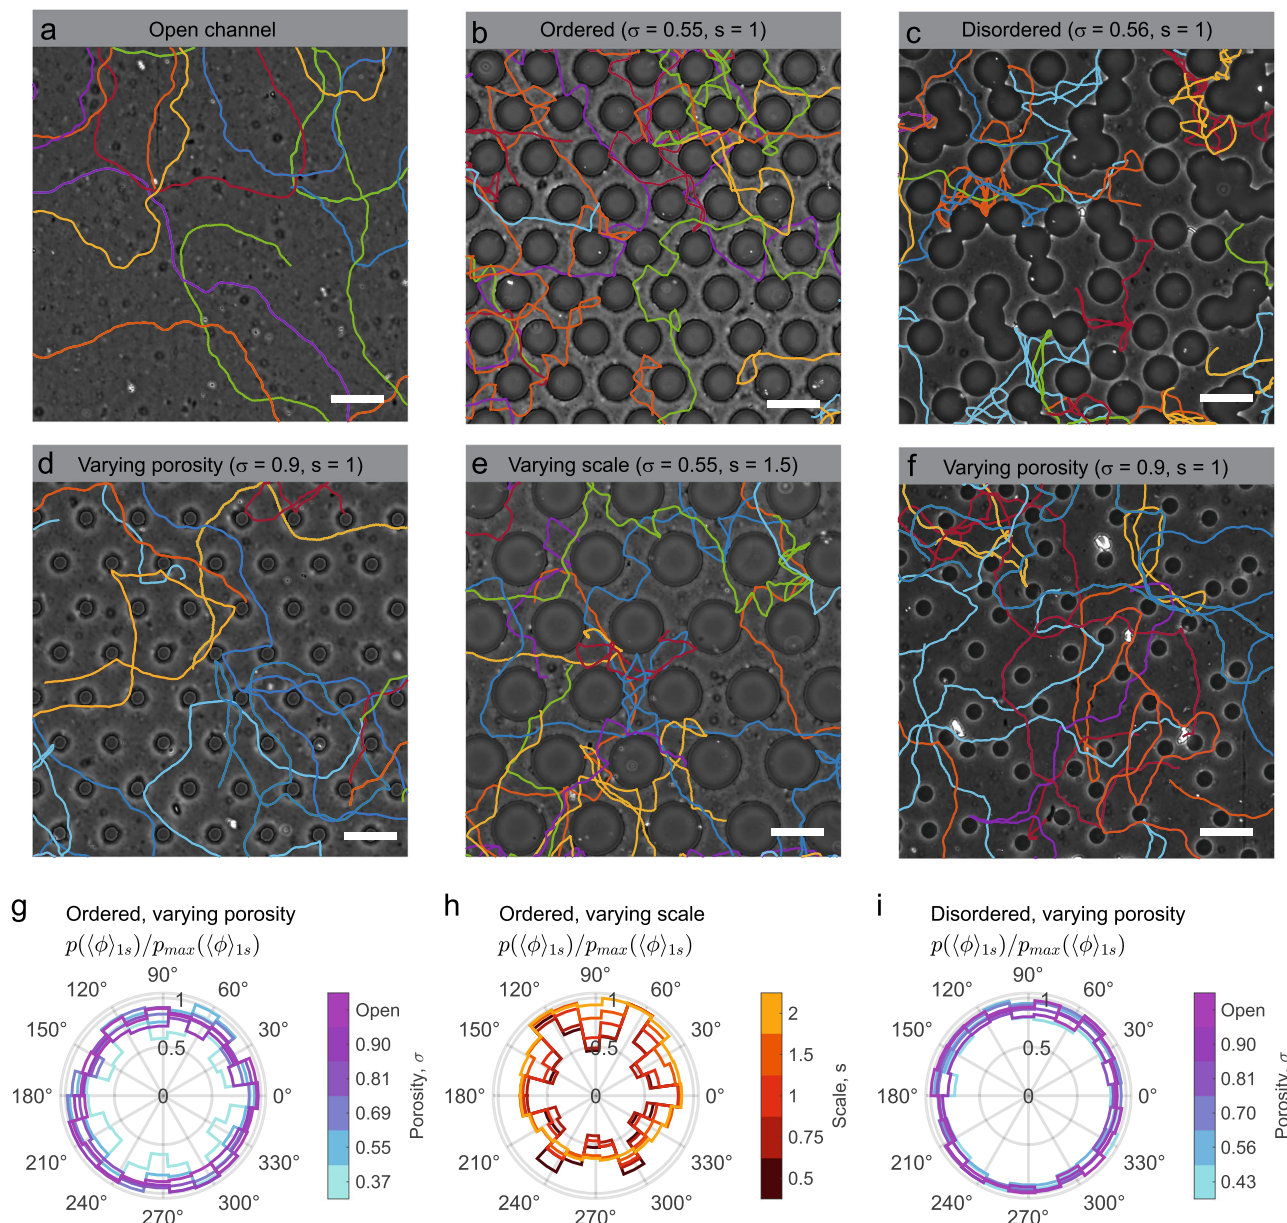 a Open channel
b Ordered (σ = 0.55, s = 1)
c Disordered (σ = 0.56, s = 1)
d Varying porosity (σ = 0.9, s = 1)
e Varying scale (σ = 0.55, s = 1.5)
f Varying porosity (σ = 0.9, s = 1)
g Ordered, varying porosity
p(⟨ϕ⟩1s)/pmax(⟨ϕ⟩1s)
90°
120° 60°
150° 30°
180° 0°
210° 330°
240° 300°
270°
1
0.5
0
Open
0.90
0.81
0.69
0.55
0.37
Porosity, σ
h Ordered, varying scale
p(⟨ϕ⟩1s)/pmax(⟨ϕ⟩1s)
90°
120° 60°
150° 30°
180° 0°
210° 330°
240° 300°
270°
1
0.5
0
2
1.5
1
0.75
0.5
Scale, s
i Disordered, varying porosity
p(⟨ϕ⟩1s)/pmax(⟨ϕ⟩1s)
90°
120° 60°
150° 30°
180° 0°
210° 330°
240° 300°
270°
1
0.5
0
Open
0.90
0.81
0.70
0.56
0.43
Porosity, σ